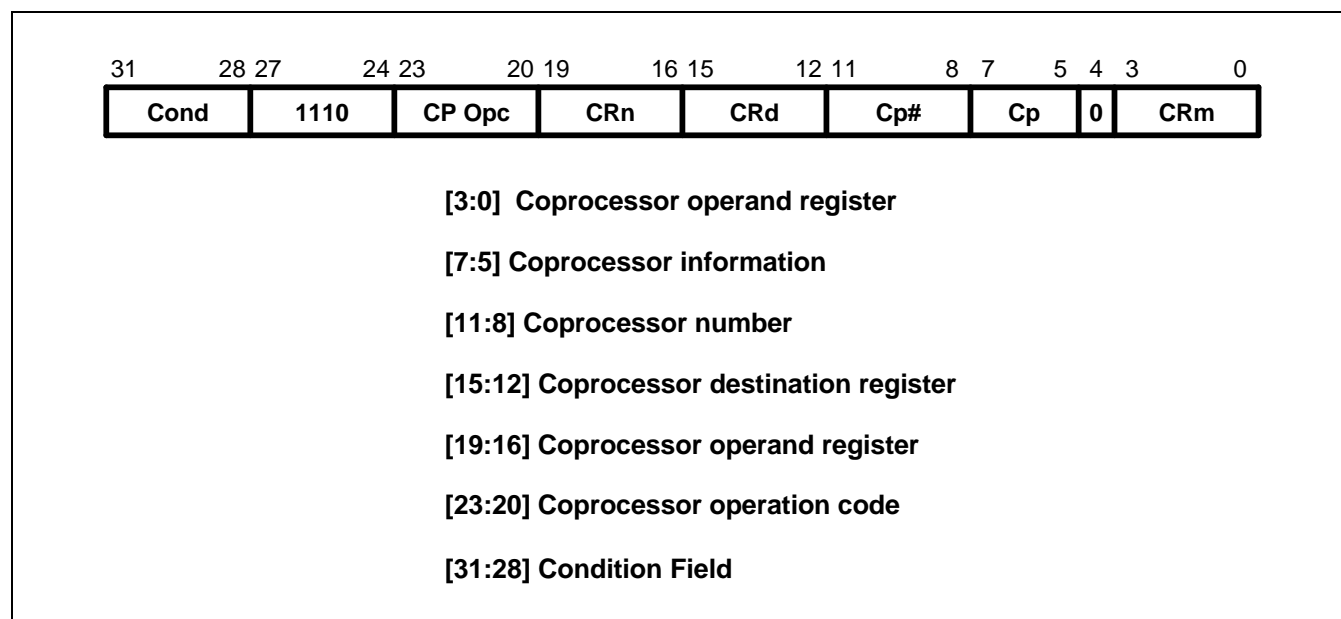 31 28 27 24 23 20 19 16 15 12 11 8 7 5 4 3 0
Cond 1110 CP Opc CRn CRd Cp# Cp 0 CRm
[3:0] Coprocessor operand register
[7:5] Coprocessor information
[11:8] Coprocessor number
[15:12] Coprocessor destination register
[19:16] Coprocessor operand register
[23:20] Coprocessor operation code
[31:28] Condition Field